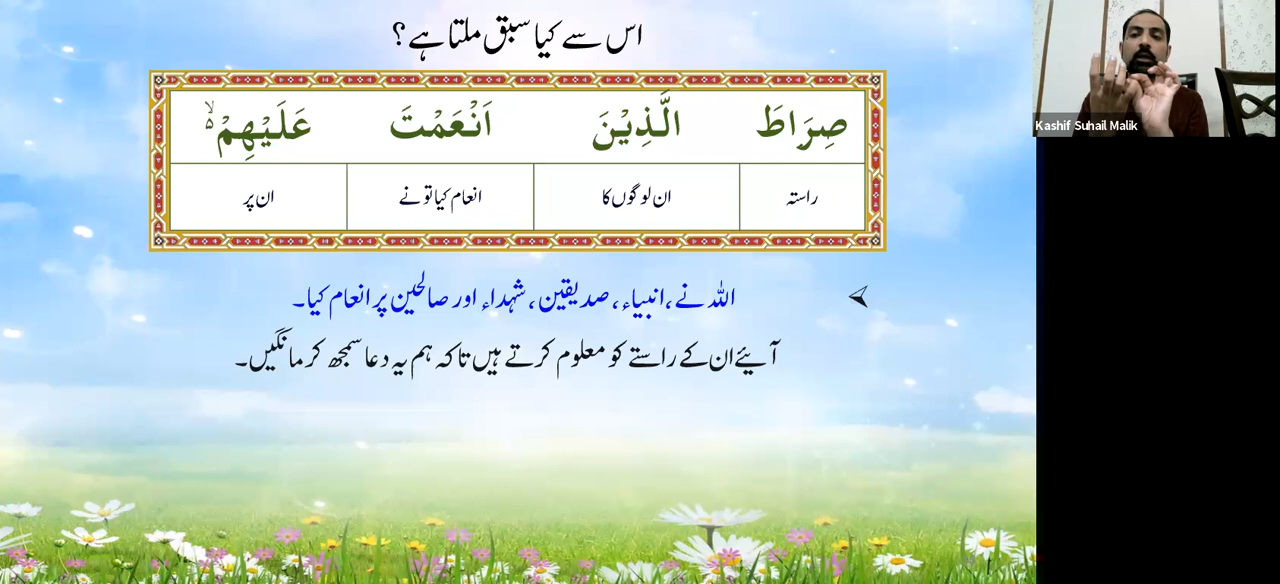 اس سے کیا سبق ملتا ہے؟
صِرَاطَ الَّذِيْنَ اَنْعَمْتَ عَلَيْهِمْ ۙ۬
راستہ ان لوگوں کا انعام کیا تو نے ان پر
اللہ نے، انبیاء، صدیقین، شہداء اور صالحین پر انعام کیا۔
آیئے ان کے راستے کو معلوم کرتے ہیں تاکہ ہم یہ دعا سمجھ کر مانگیں۔
Kashif Suhail Malik